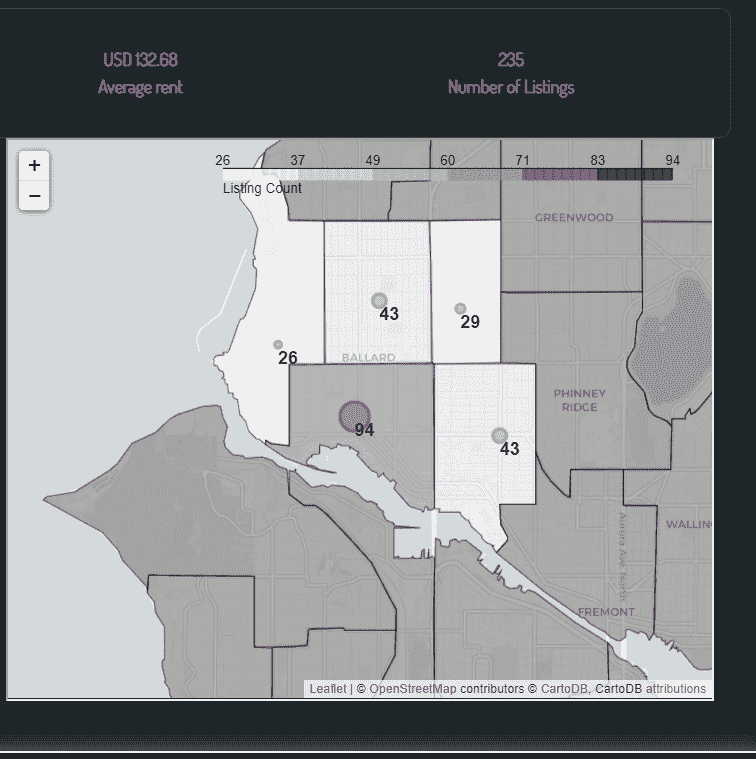 USD 132.68
Average rent
235
Number of Listings
+
−
26 37 49 60 71 83 94
Listing Count
GREENWOOD
43
29
26
BALLARD
PHINNEY
RIDGE
94
43
Aurora Ave. North
WALLIN
FREMONT
Leaflet | © OpenStreetMap contributors © CartoDB, CartoDB attributions